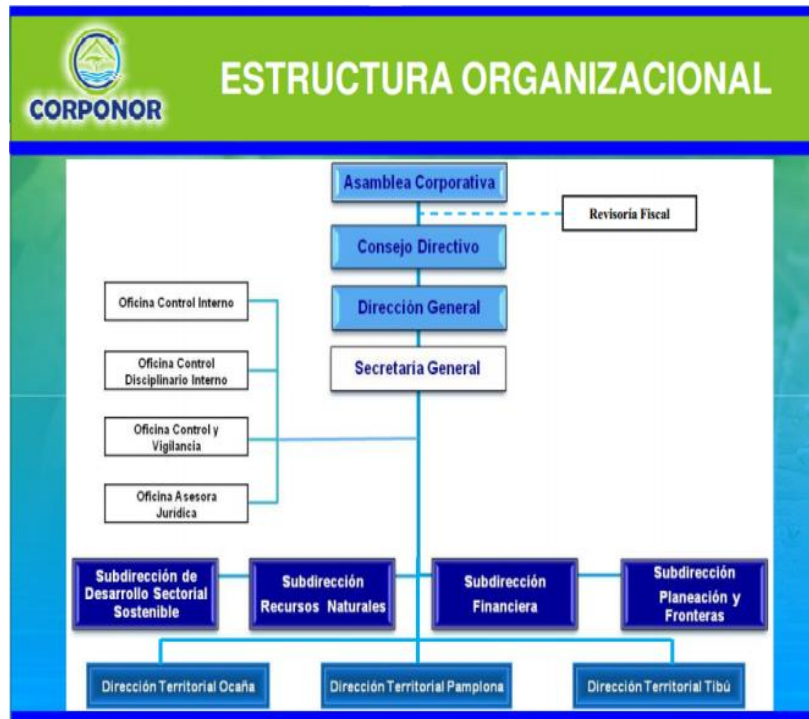 CORPONOR
ESTRUCTURA ORGANIZACIONAL
Asamblea Corporativa
Revisoría Fiscal
Consejo Directivo
Dirección General
Secretaría General
Oficina Control Interno
Oficina Control
Disciplinario Interno
Oficina Control y
Vigilancia
Oficina Asesora
Jurídica
Subdirección de
Desarrollo Sectorial
Sostenible
Subdirección
Recursos Naturales
Subdirección
Financiera
Subdirección
Planeación y
Fronteras
Dirección Territorial Ocaña
Dirección Territorial Pamplona
Dirección Territorial Tibú